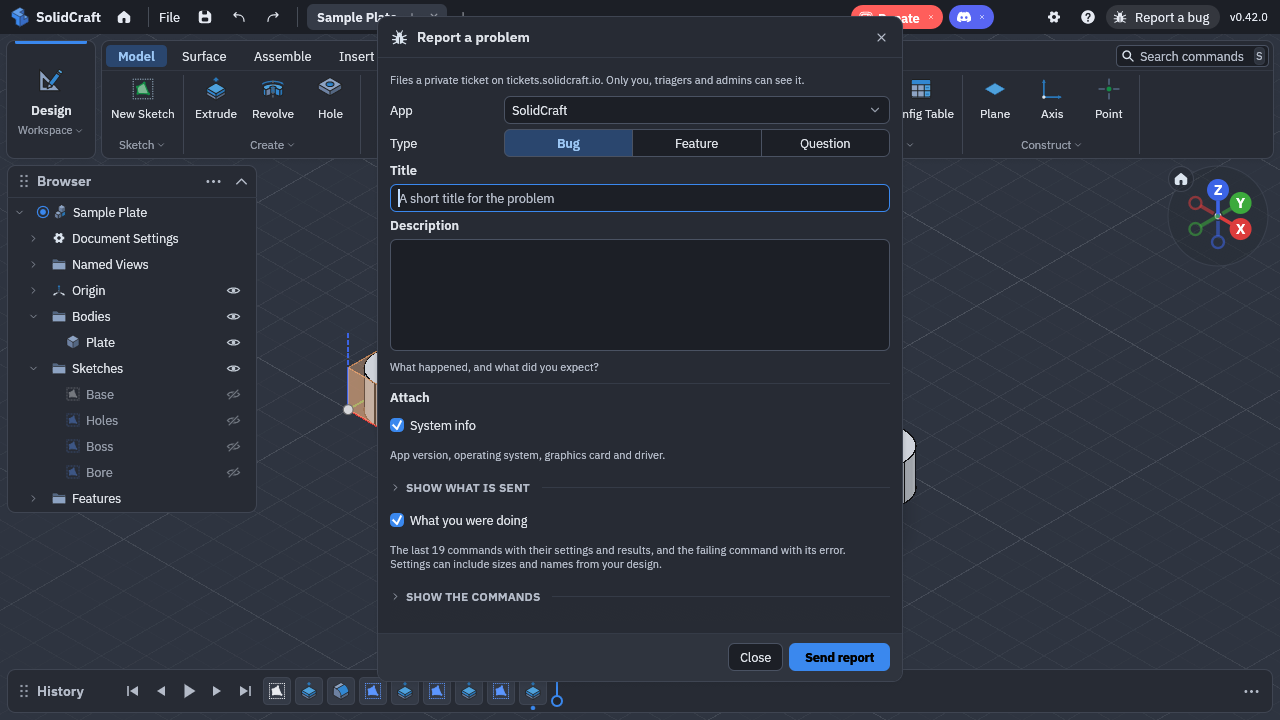 SolidCraft
File
Sample Plate
Report a bug
v0.42.0
Design
Workspace
Model
Surface
Assemble
Insert
Search commands
S
New Sketch
Extrude
Revolve
Hole
Plane
Axis
Point
Sketch
Create
Construct
Browser
Sample Plate
Document Settings
Named Views
Origin
Bodies
Plate
Sketches
Base
Holes
Boss
Bore
Features
Report a problem
Files a private ticket on tickets.solidcraft.io. Only you, triagers and admins can see it.
App
SolidCraft
Type
Bug
Feature
Question
Title
A short title for the problem
Description
What happened, and what did you expect?
Attach
System info
App version, operating system, graphics card and driver.
SHOW WHAT IS SENT
What you were doing
The last 19 commands with their settings and results, and the failing command with its error.
Settings can include sizes and names from your design.
SHOW THE COMMANDS
Close
Send report
Z
Y
X
History